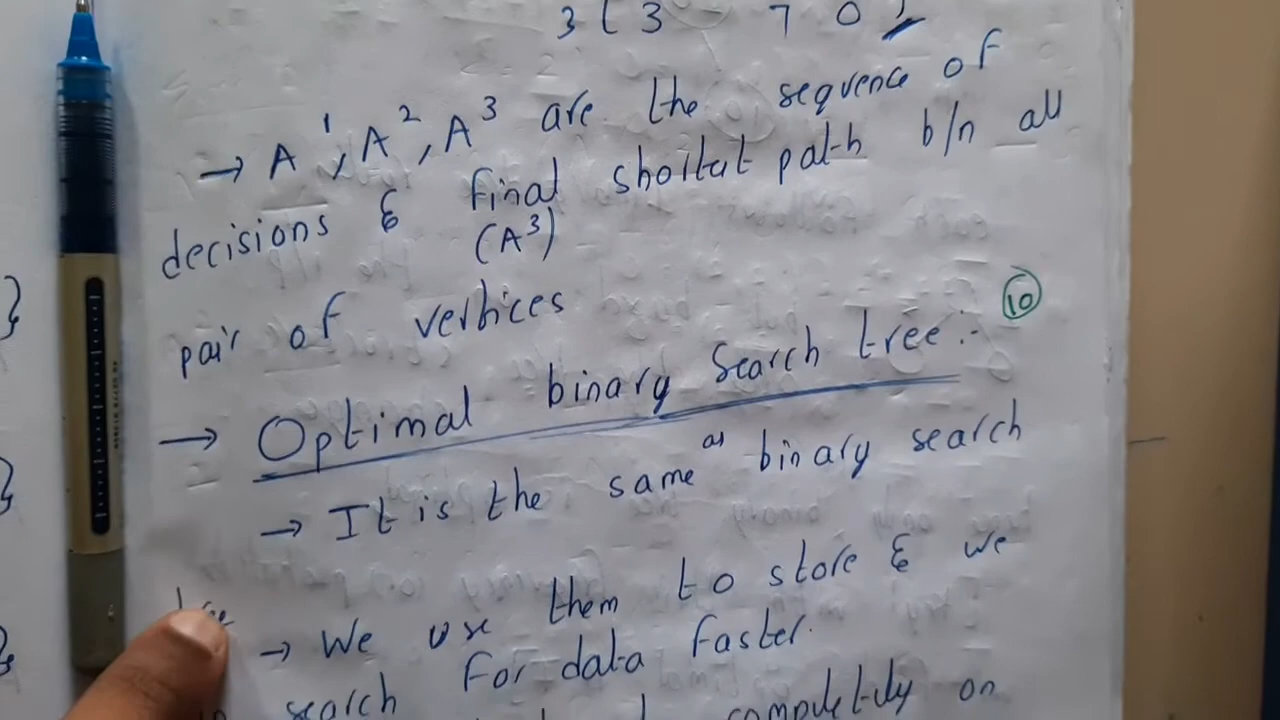 3 [ 3 7 0 ]
→ A¹, A², A³ are the sequence of
decisions & final shortest path b/n all
(A³)
pair of vertices
10
→ Optimal binary search tree :-
→ It is the same as binary search
→ We use them to store & we
search for data faster.
completely on